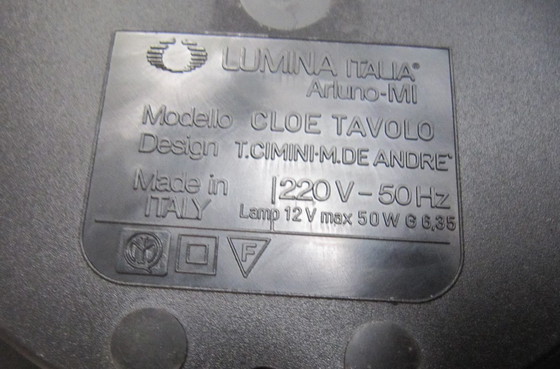 LUMINA ITALIA®
Arluno-MI
Modello CLOE TAVOLO
Design T.CIMINI-M.DE ANDRE'
Made in ITALY
220 V - 50 Hz
Lamp 12 V max 50 W G 6,35
F